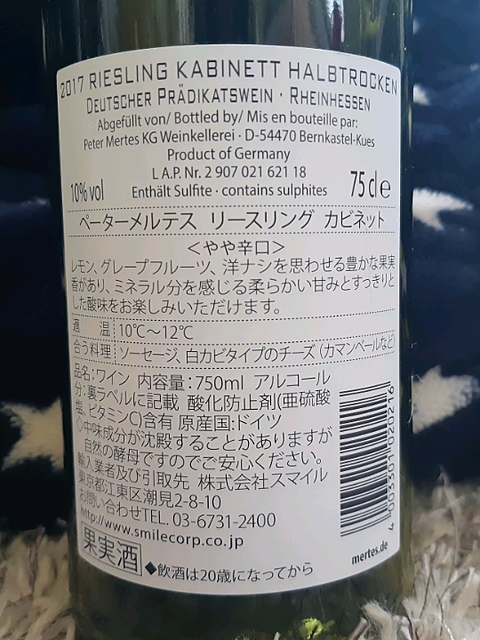 2017 RIESLING KABINETT HALBTROCKEN
DEUTSCHER PRÄDIKATSWEIN · RHEINHESSEN
Abgefüllt von/ Bottled by/ Mis en bouteille par:
Peter Mertes KG Weinkellerei · D-54470 Bernkastel-Kues
Product of Germany
L A.P. Nr. 2 907 021 621 18
10% vol Enthält Sulfite · contains sulphites 75 cl e
ペーターメルテス リースリング カビネット
<やや辛口>
レモン、グレープフルーツ、洋ナシを思わせる豊かな果実
香があり、ミネラル分を感じる柔らかい甘みとすっきりと
した酸味をお楽しみいただけます。
適 温 10℃〜12℃
合う料理 ソーセージ、白カビタイプのチーズ(カマンベールなど)
品名:ワイン 内容量:750ml アルコール
分:裏ラベルに記載 酸化防止剤(亜硫酸
塩、ビタミンC)含有 原産国:ドイツ
◇中味成分が沈殿することがありますが
自然の酵母ですのでご安心ください。
輸入業者及び引取先 株式会社スマイル
東京都江東区潮見2-8-10
お問い合わせTEL. 03-6731-2400
http://www.smilecorp.co.jp
果実酒 ◆飲酒は20歳になってから
4 003301 020216
mertes.de